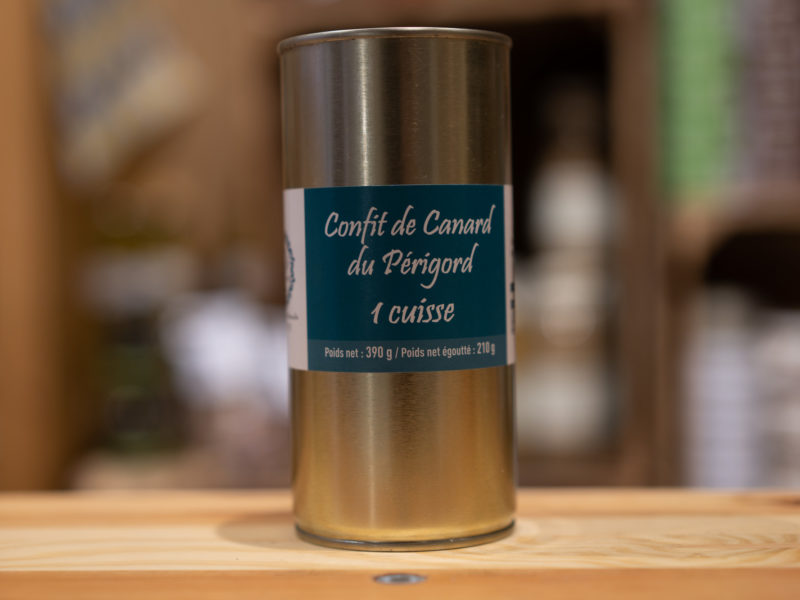 Confit de Canard
du Périgord
1 cuisse
Poids net : 390 g / Poids net égoutté : 210 g